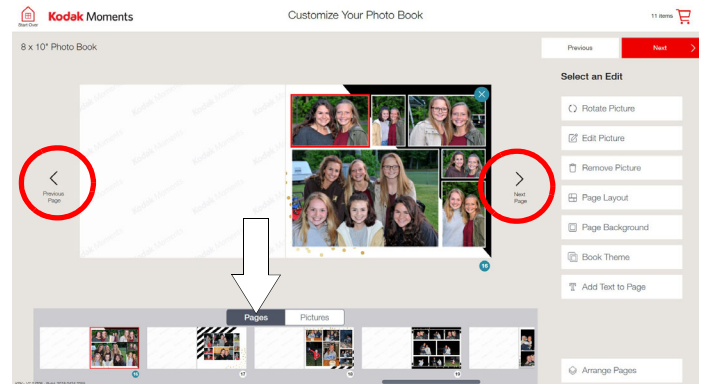 Kodak Moments
Customize Your Photo Book
11 items
Start Over
8 x 10" Photo Book
Previous
Next
Select an Edit
Rotate Picture
Edit Picture
Remove Picture
Page Layout
Page Background
Book Theme
Add Text to Page
Arrange Pages
Previous
Page
Next
Page
16
Pages
Pictures
16
17
18
19